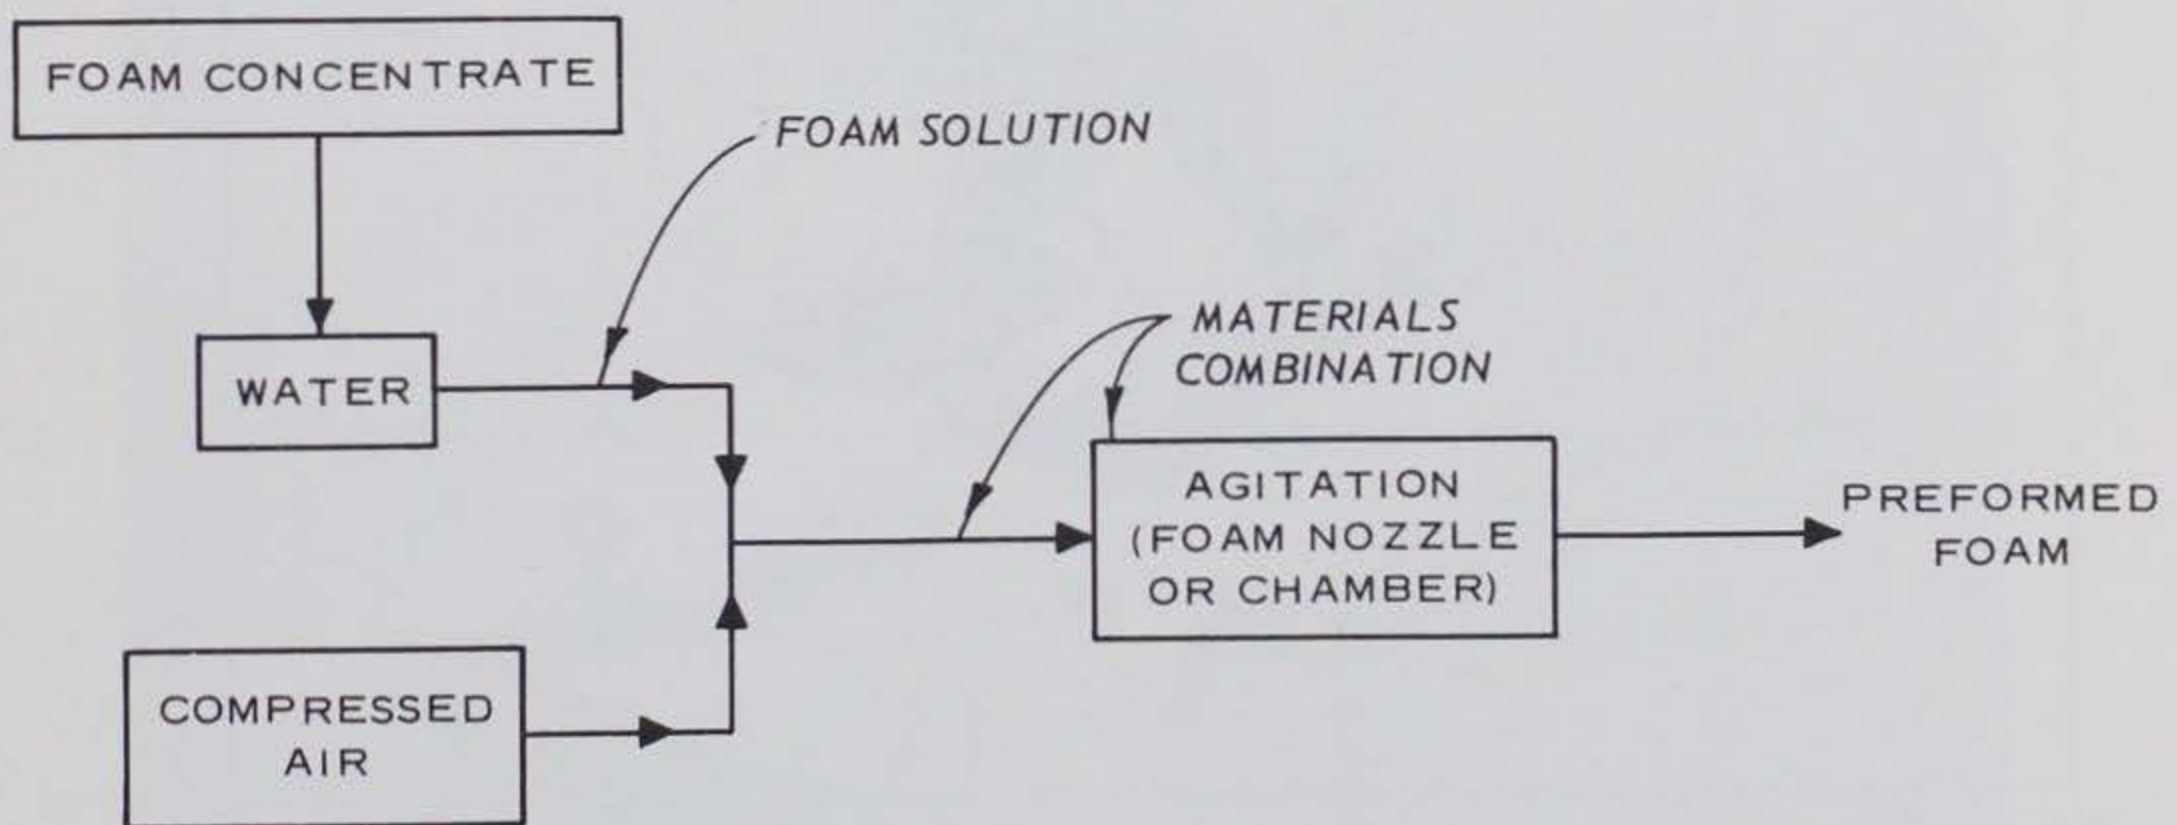 FOAM CONCENTRATE
FOAM SOLUTION
WATER
MATERIALS
COMBINATION
AGITATION
(FOAM NOZZLE
OR CHAMBER)
PREFORMED
FOAM
COMPRESSED
AIR